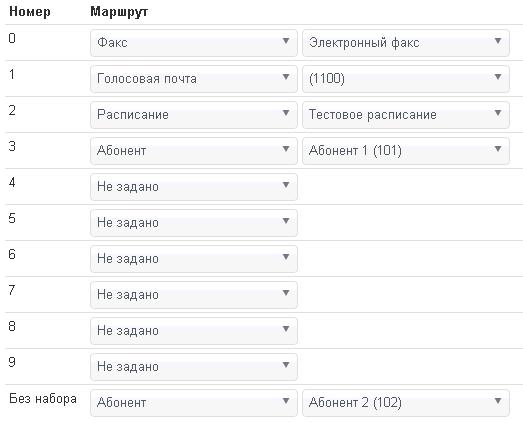 Номер Маршрут
0 Факс Электронный факс
1 Голосовая почта (1100)
2 Расписание Тестовое расписание
3 Абонент Абонент 1 (101)
4 Не задано
5 Не задано
6 Не задано
7 Не задано
8 Не задано
9 Не задано
Без набора Абонент Абонент 2 (102)